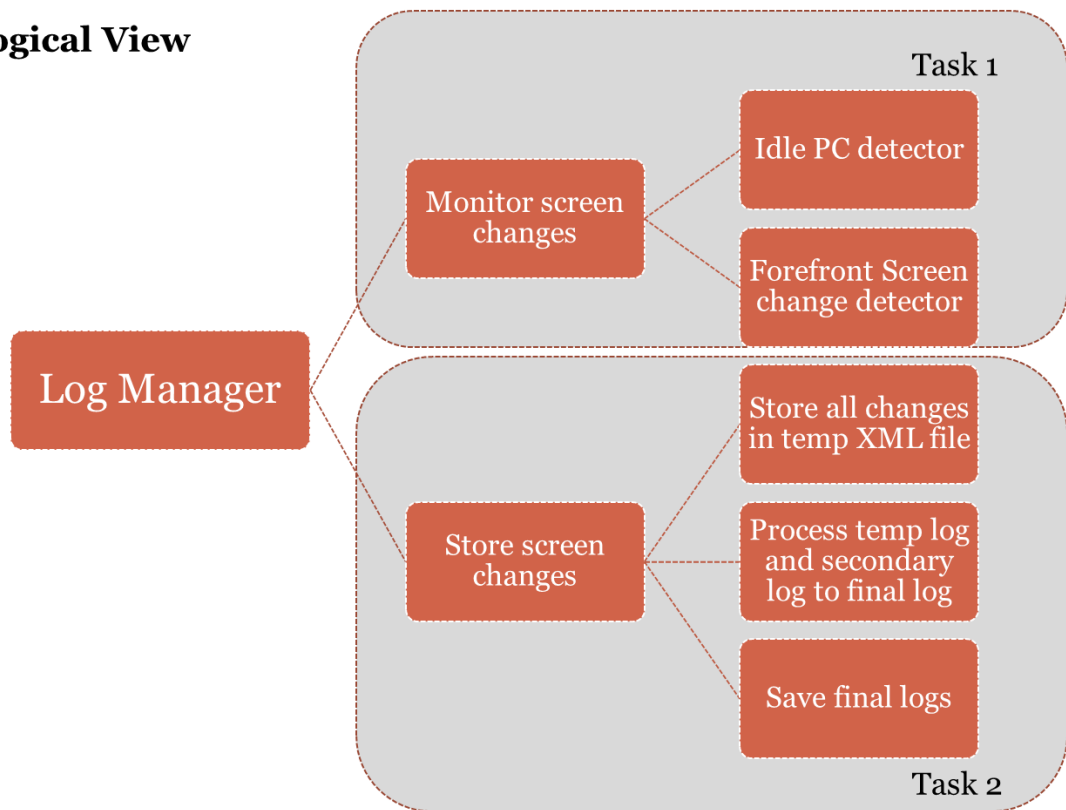 ogical View
Task 1
Idle PC detector
Monitor screen
changes
Forefront Screen
change detector
Log Manager
Store all changes
in temp XML file
Store screen
changes
Process temp log
and secondary
log to final log
Save final logs
Task 2